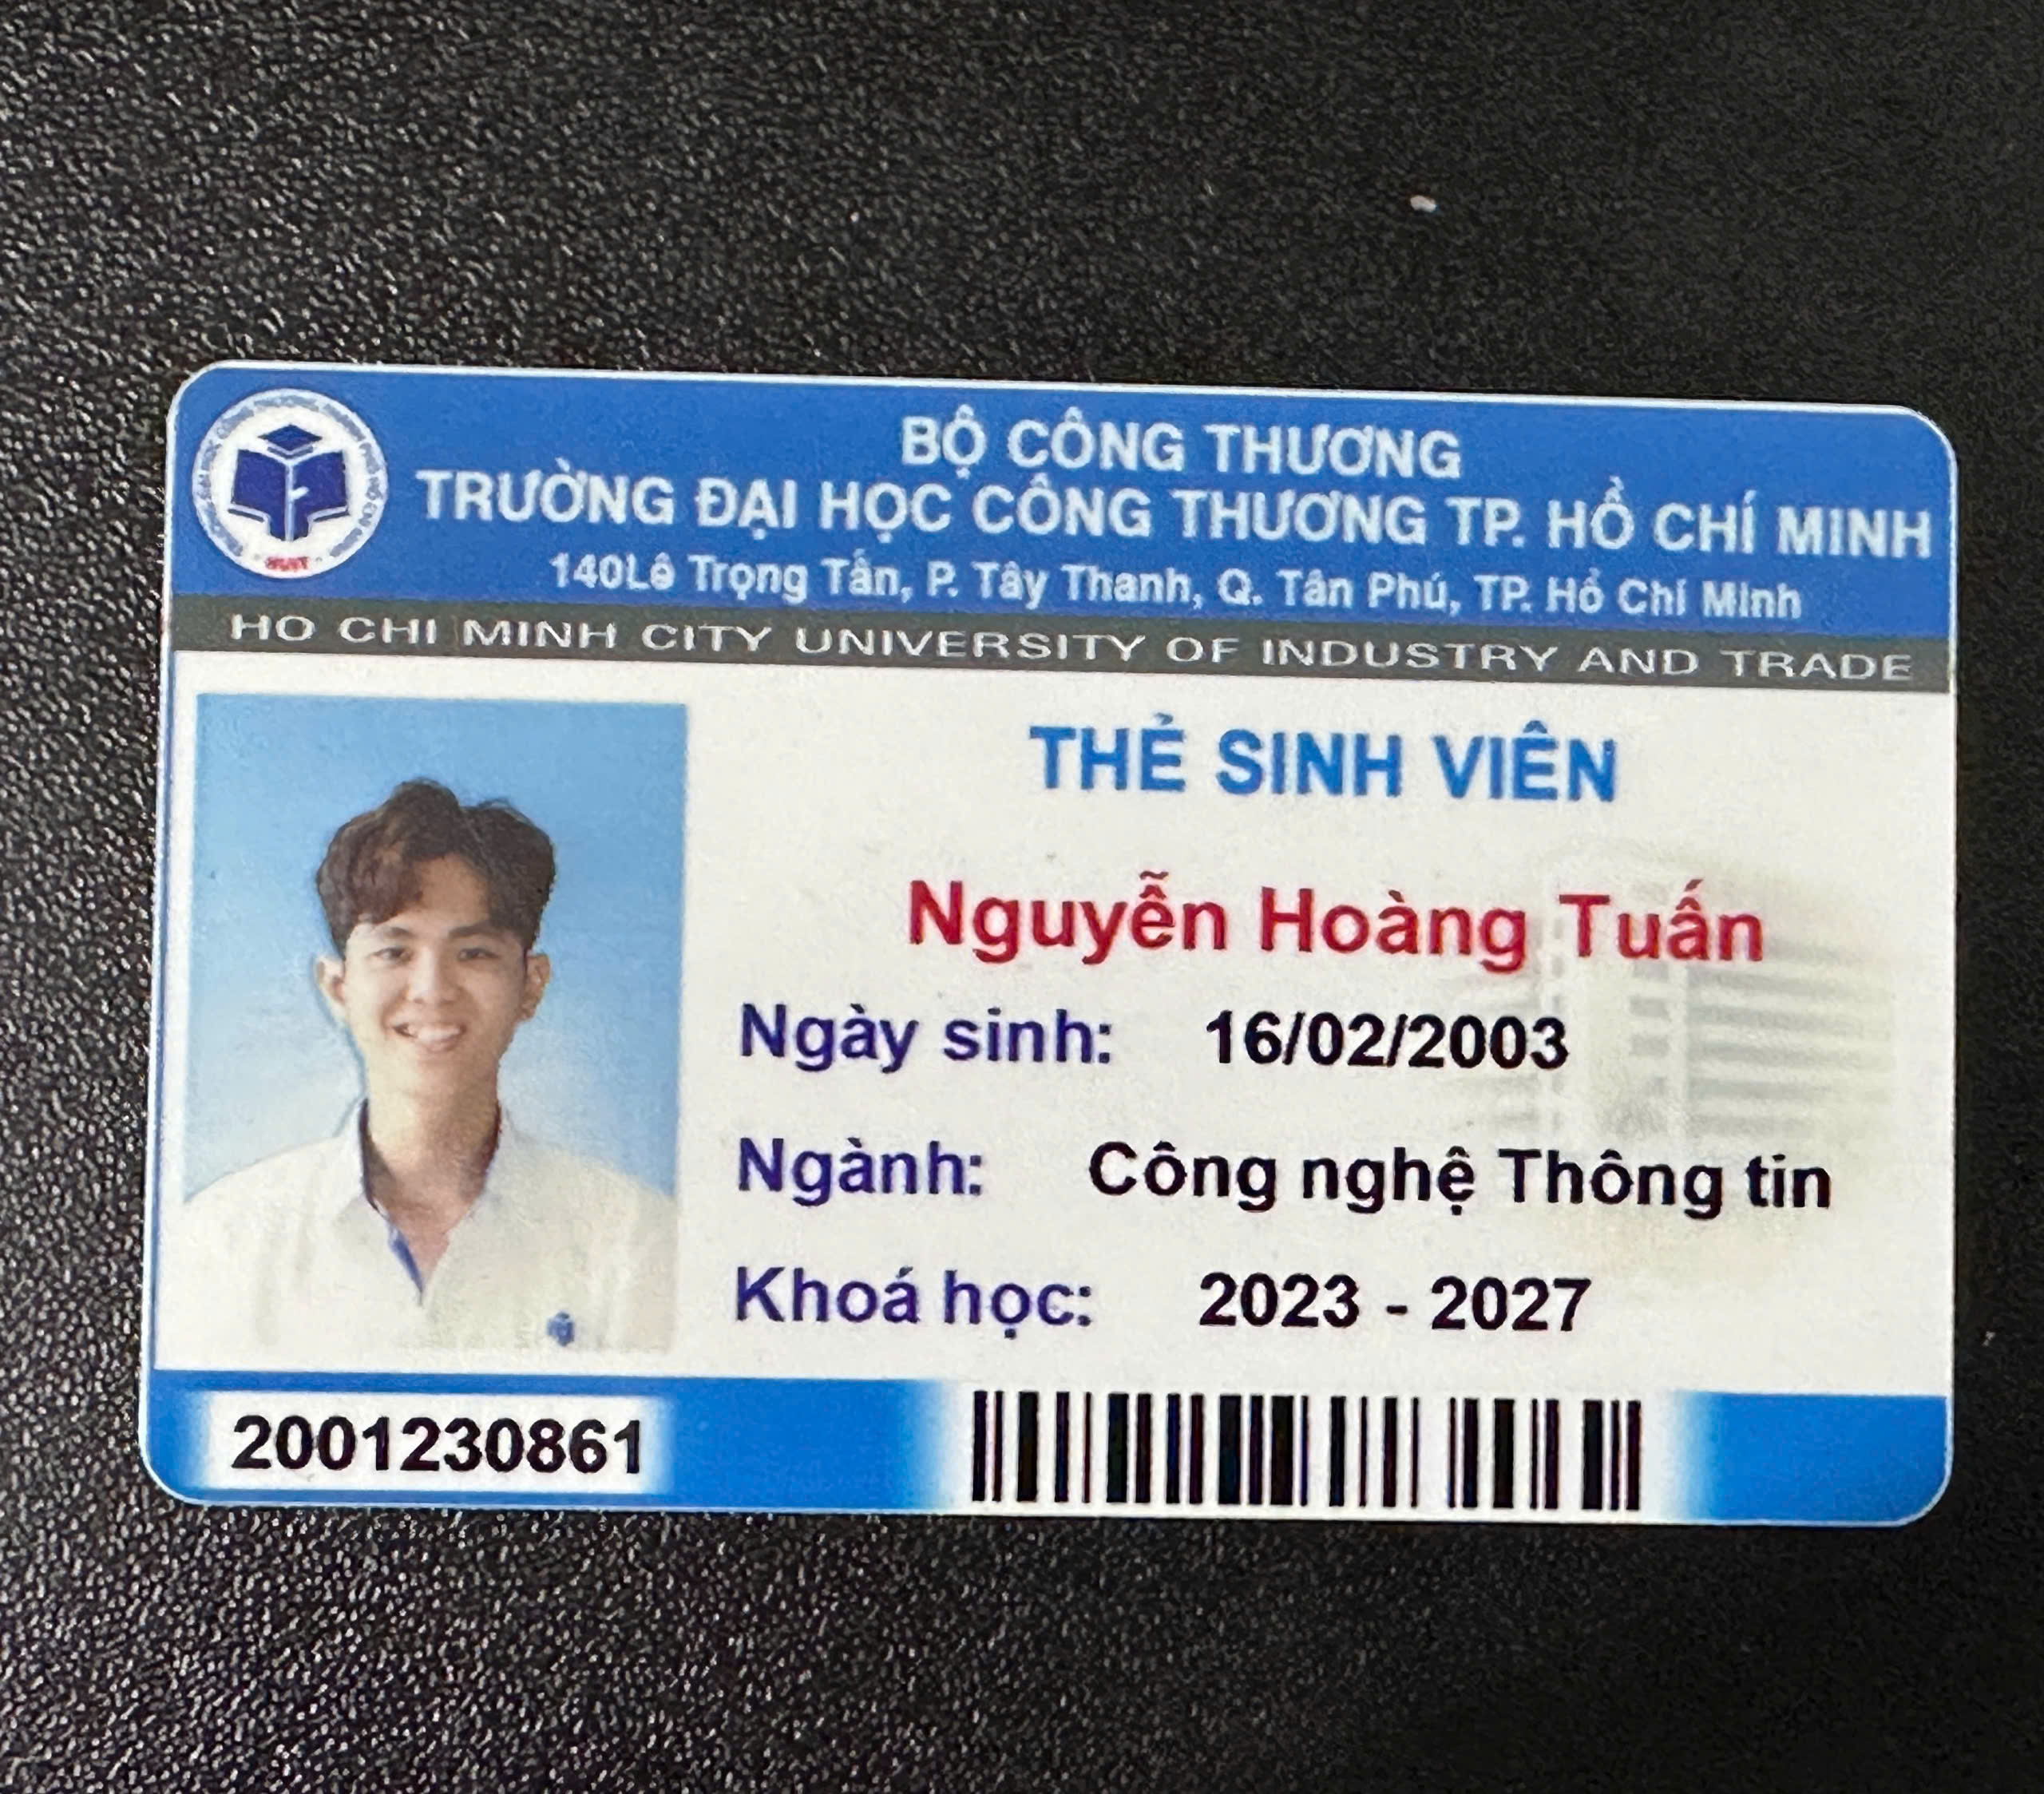 BỘ CÔNG THƯƠNG
TRƯỜNG ĐẠI HỌC CÔNG THƯƠNG TP. HỒ CHÍ MINH
140Lê Trọng Tấn, P. Tây Thanh, Q. Tân Phú, TP. Hồ Chí Minh
HO CHI MINH CITY UNIVERSITY OF INDUSTRY AND TRADE
THẺ SINH VIÊN
Nguyễn Hoàng Tuấn
Ngày sinh: 16/02/2003
Ngành: Công nghệ Thông tin
Khoá học: 2023 - 2027
2001230861